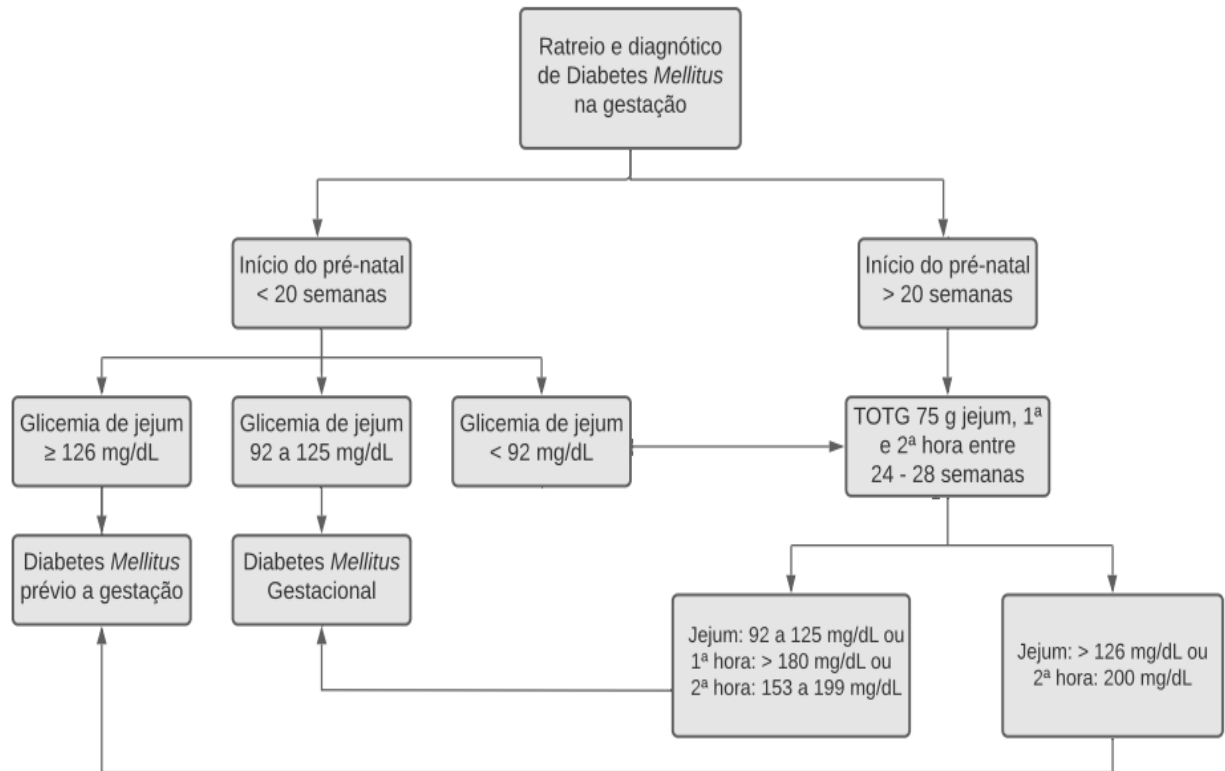 Ratreio e diagnótico
de Diabetes Mellitus
na gestação
Início do pré-natal
< 20 semanas
Início do pré-natal
> 20 semanas
Glicemia de jejum
≥ 126 mg/dL
Glicemia de jejum
92 a 125 mg/dL
Glicemia de jejum
< 92 mg/dL
TOTG 75 g jejum, 1ª
e 2ª hora entre
24 - 28 semanas
Diabetes Mellitus
prévio a gestação
Diabetes Mellitus
Gestacional
Jejum: 92 a 125 mg/dL ou
1ª hora: > 180 mg/dL ou
2ª hora: 153 a 199 mg/dL
Jejum: > 126 mg/dL ou
2ª hora: 200 mg/dL